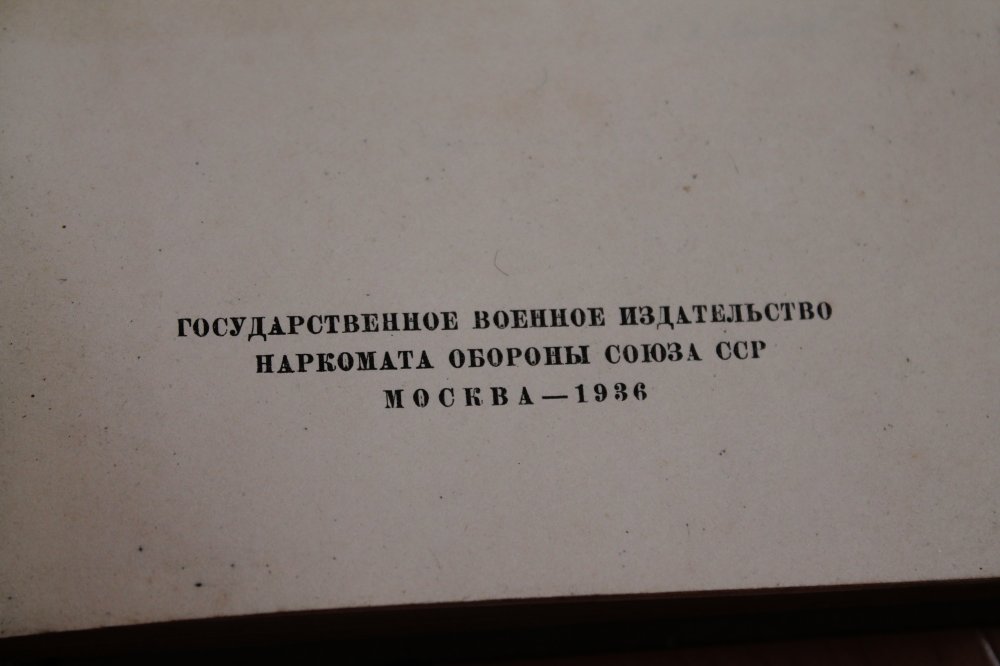 ГОСУДАРСТВЕННОЕ ВОЕННОЕ ИЗДАТЕЛЬСТВО
НАРКОМАТА ОБОРОНЫ СОЮЗА ССР
МОСКВА—1936